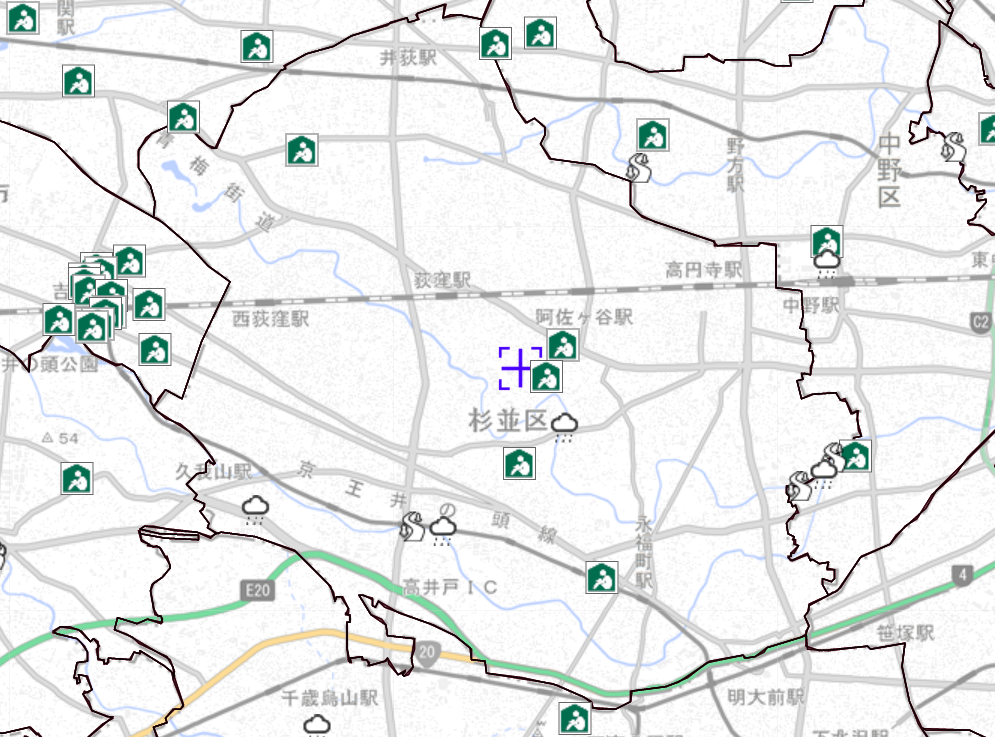 関駅
井荻駅
青梅街道
野方駅
中野区
市
荻窪駅
高円寺駅
東
吉
西荻窪駅
阿佐ヶ谷駅
中野駅
C2
井の頭公園
杉並区
54
久我山駅
京王井の頭線
永福町駅
E20
高井戸IC
4
20
笹塚駅
千歳烏山駅
明大前駅
下北沢駅